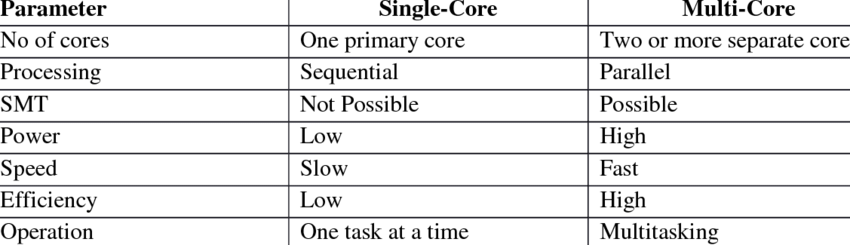 Parameter Single-Core Multi-Core
No of cores One primary core Two or more separate core
Processing Sequential Parallel
SMT Not Possible Possible
Power Low High
Speed Slow Fast
Efficiency Low High
Operation One task at a time Multitasking